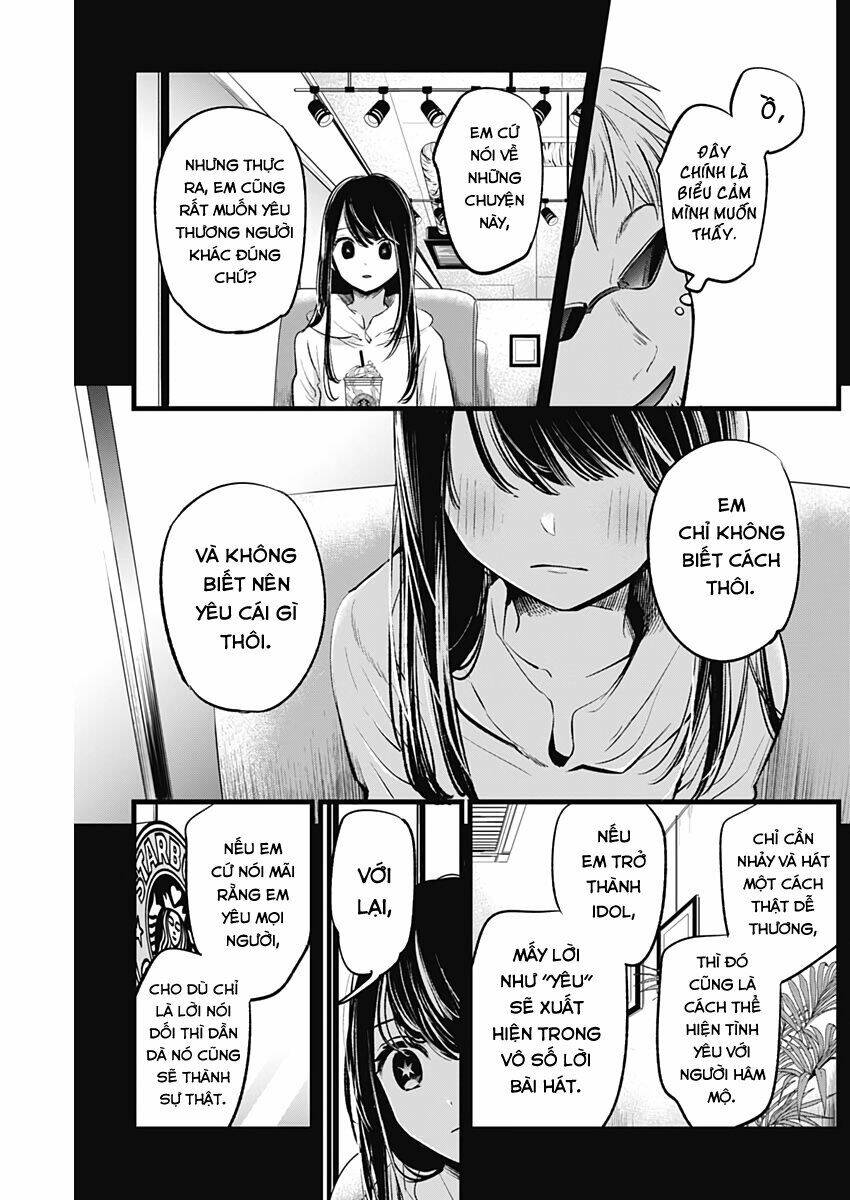 Ồ,
ĐÂY
CHÍNH LÀ
BIỂU CẢM
MÌNH MUỐN
THẤY.
EM CỨ
NÓI VỀ
NHỮNG
CHUYỆN
NÀY,
NHƯNG THỰC
RA, EM CŨNG
RẤT MUỐN YÊU
THƯƠNG NGƯỜI
KHÁC ĐÚNG
CHỨ?
EM
CHỈ KHÔNG
BIẾT CÁCH
THÔI.
VÀ KHÔNG
BIẾT NÊN
YÊU CÁI GÌ
THÔI.
CHỈ CẦN
NHẢY VÀ HÁT
MỘT CÁCH
THẬT DỄ
THƯƠNG,
THÌ ĐÓ
CŨNG LÀ
CÁCH THỂ
HIỆN TÌNH
YÊU VỚI
NGƯỜI HÂM
MỘ.
NẾU
EM TRỞ
THÀNH
IDOL,
MẤY LỜI
NHƯ “YÊU”
SẼ XUẤT
HIỆN TRONG
VÔ SỐ LỜI
BÀI HÁT.
VỚI
LẠI,
NẾU EM
CỨ NÓI MÃI
RẰNG EM
YÊU MỌI
NGƯỜI,
CHO DÙ CHỈ
LÀ LỜI NÓI
DỐI THÌ DẦN
DÀ NÓ CŨNG
SẼ THÀNH
SỰ THẬT.
STARBO